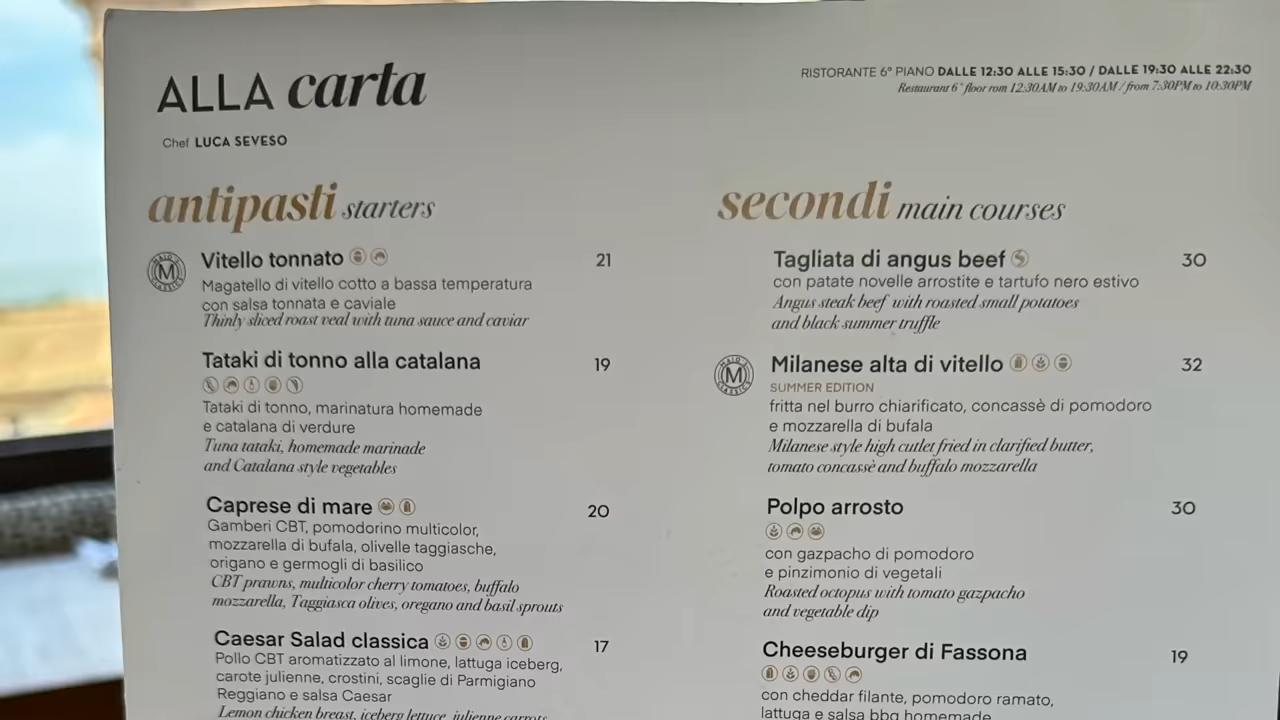 ALLA carta
Chef LUCA SEVESO
RISTORANTE 6° PIANO DALLE 12:30 ALLE 15:30 / DALLE 19:30 ALLE 22:30
Restaurant 6° floor rom 12:30AM to 19:30AM / from 7:30PM to 10:30PM
antipasti starters
Vitello tonnato
21
Magatello di vitello cotto a bassa temperatura
con salsa tonnata e caviale
Thinly sliced roast veal with tuna sauce and caviar
Tataki di tonno alla catalana
19
Tataki di tonno, marinatura homemade
e catalana di verdure
Tuna tataki, homemade marinade
and Catalana style vegetables
Caprese di mare
20
Gamberi CBT, pomodorino multicolor,
mozzarella di bufala, olivelle taggiasche,
origano e germogli di basilico
CBT prawns, multicolor cherry tomatoes, buffalo
mozzarella, Taggiasca olives, oregano and basil sprouts
Caesar Salad classica
17
Pollo CBT aromatizzato al limone, lattuga iceberg,
carote julienne, crostini, scaglie di Parmigiano
Reggiano e salsa Caesar
Lemon chicken breast, iceberg lettuce, julienne carrots,
secondi main courses
Tagliata di angus beef
30
con patate novelle arrostite e tartufo nero estivo
Angus steak beef with roasted small potatoes
and black summer truffle
M
Milanese alta di vitello
32
SUMMER EDITION
fritta nel burro chiarificato, concassè di pomodoro
e mozzarella di bufala
Milanese style high cutlet fried in clarified butter,
tomato concassè and buffalo mozzarella
Polpo arrosto
30
con gazpacho di pomodoro
e pinzimonio di vegetali
Roasted octopus with tomato gazpacho
and vegetable dip
Cheeseburger di Fassona
19
con cheddar filante, pomodoro ramato,
lattuga e salsa bbq homemade